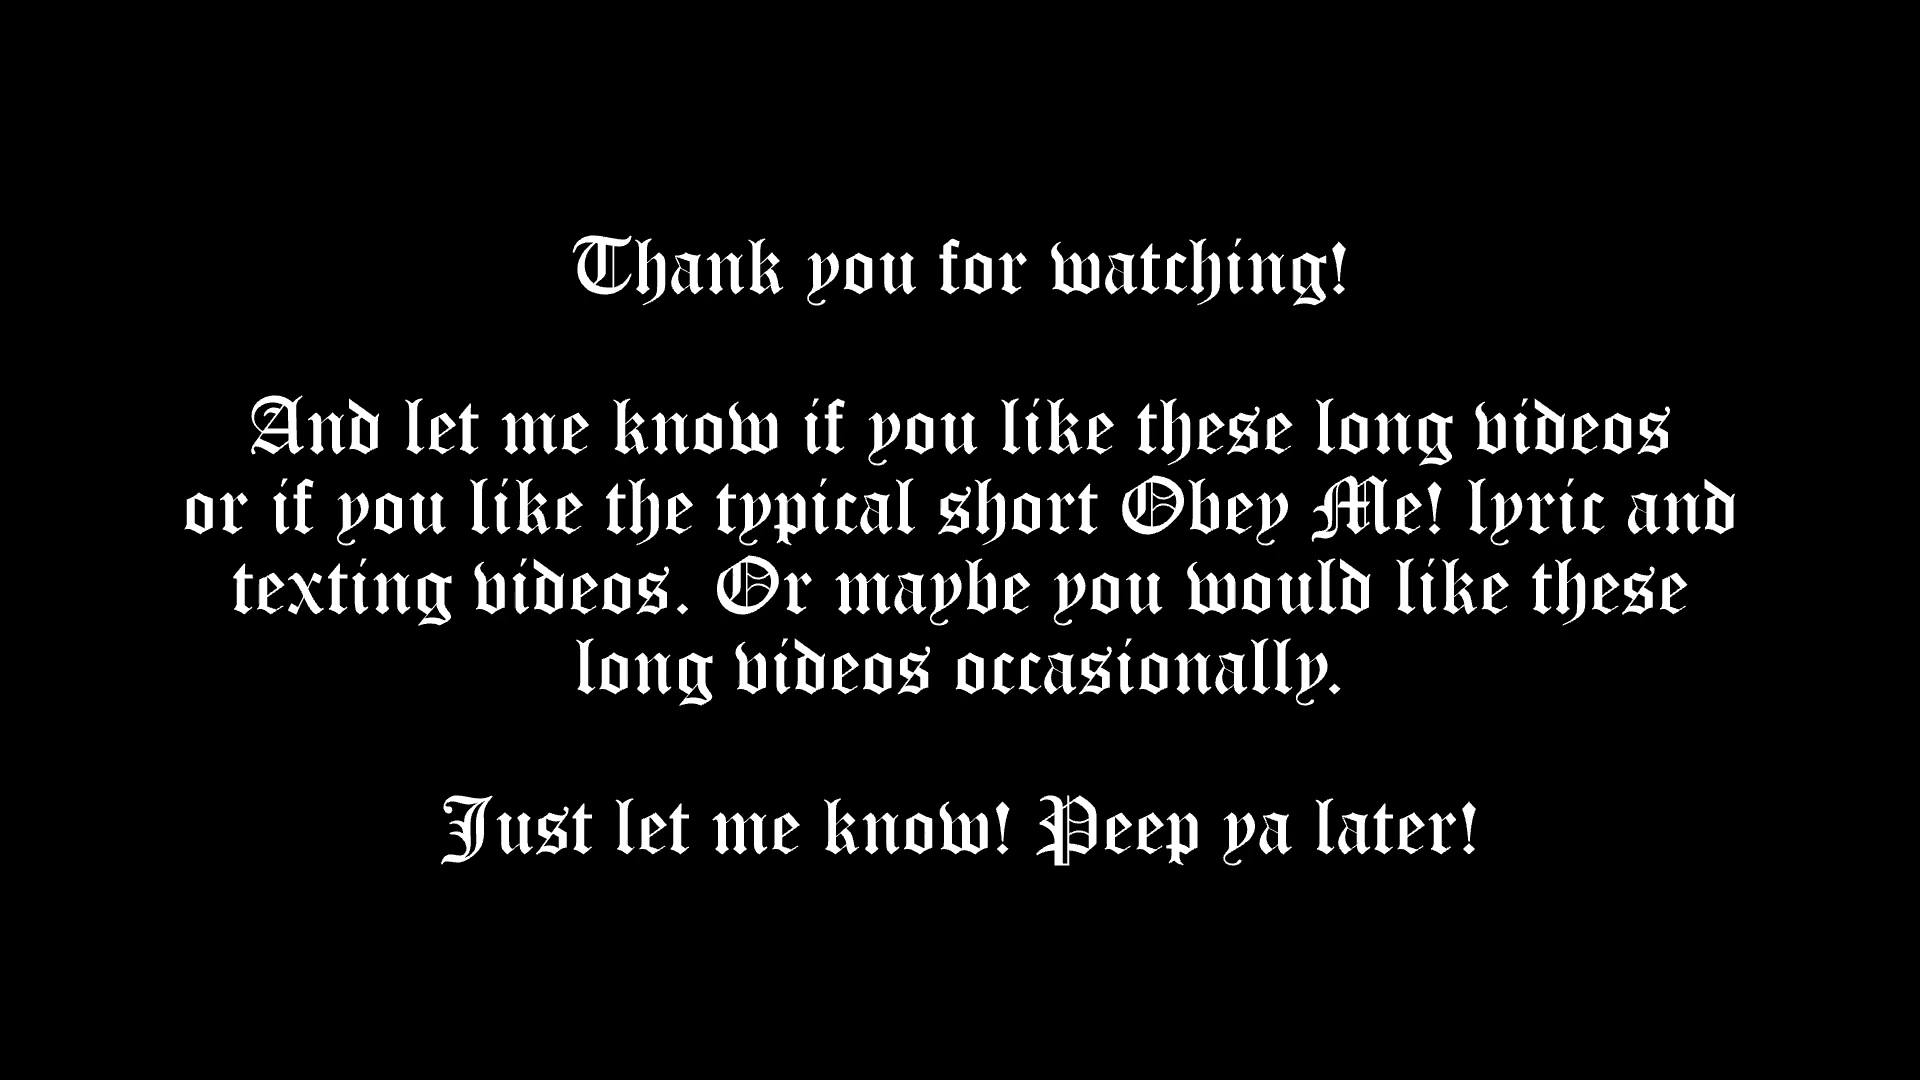 Thank you for watching!
And let me know if you like these long videos
or if you like the typical short Obey Me! lyric and
texting videos. Or maybe you would like these
long videos occasionally.
Just let me know! Peep ya later!